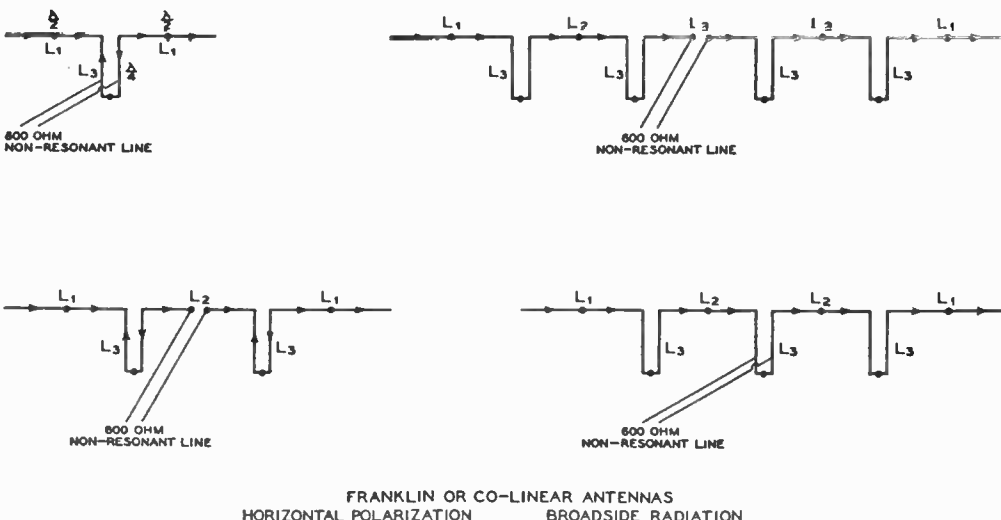 λ/2 λ/2
L1 L1
L3 λ/4
600 OHM
NON-RESONANT LINE
L1 L2 L3 L1
L3 L3 L3 L3
600 OHM
NON-RESONANT LINE
L1 L2 L1
L3 L3
600 OHM
NON-RESONANT LINE
L1 L2 L2 L1
L3 L3 L3
600 OHM
NON-RESONANT LINE
FRANKLIN OR CO-LINEAR ANTENNAS
HORIZONTAL POLARIZATION BROADSIDE RADIATION